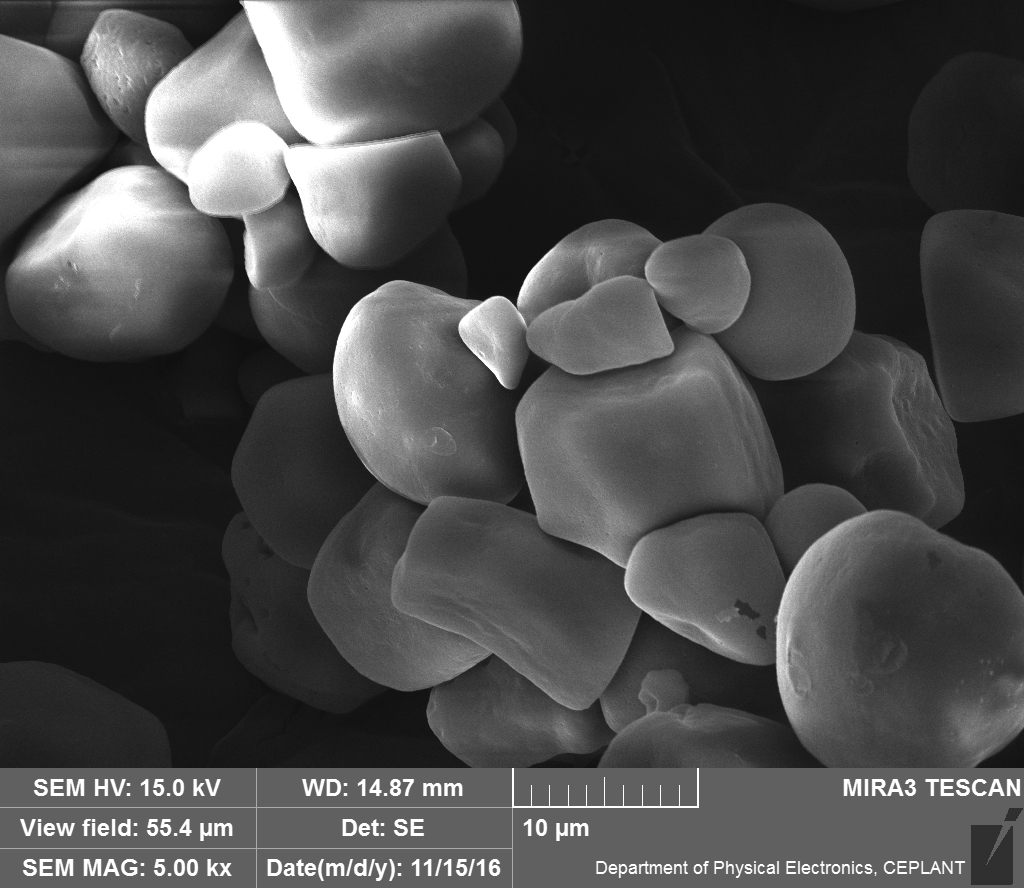 SEM HV: 15.0 kV
WD: 14.87 mm
MIRA3 TESCAN
View field: 55.4 µm
Det: SE
10 µm
SEM MAG: 5.00 kx
Date(m/d/y): 11/15/16
Department of Physical Electronics, CEPLANT